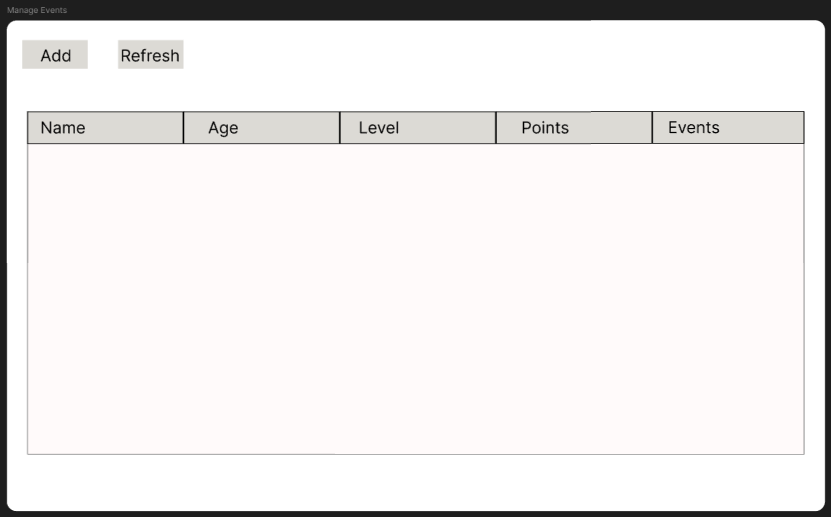 Manage Events
Add Refresh
Name Age Level Points Events